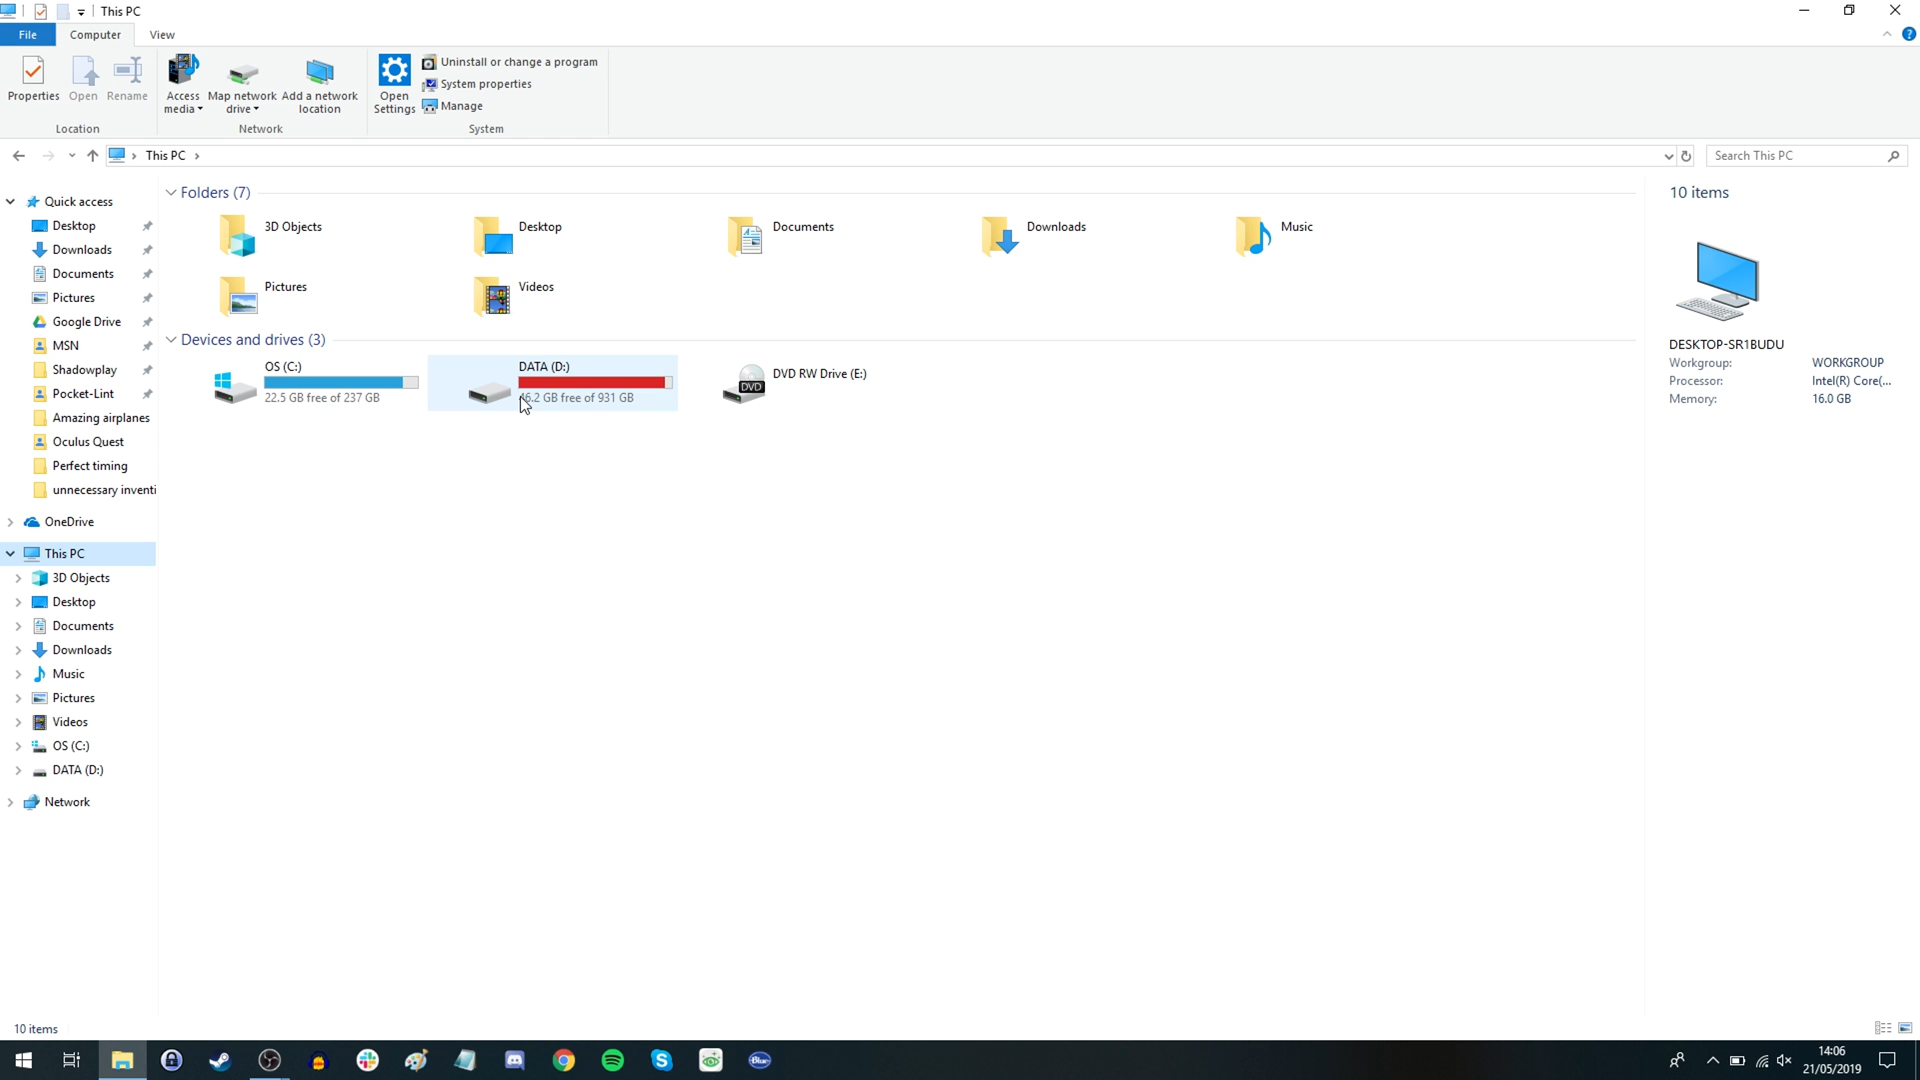 This PC
File
Computer
View
Properties
Open
Rename
Access media
Map network drive
Add a network location
Open Settings
Uninstall or change a program
System properties
Manage
Location
Network
System
This PC
Search This PC
Quick access
Desktop
Downloads
Documents
Pictures
Google Drive
MSN
Shadowplay
Pocket-Lint
Amazing airplanes
Oculus Quest
Perfect timing
unnecessary inventi
OneDrive
This PC
3D Objects
Desktop
Documents
Downloads
Music
Pictures
Videos
OS (C:)
DATA (D:)
Network
Folders (7)
3D Objects
Desktop
Documents
Downloads
Music
Pictures
Videos
Devices and drives (3)
OS (C:)
22.5 GB free of 237 GB
DATA (D:)
6.2 GB free of 931 GB
DVD
DVD RW Drive (E:)
10 items
DESKTOP-SR1BUDU
Workgroup: WORKGROUP
Processor: Intel(R) Core(...
Memory: 16.0 GB
10 items
Blue
14:06
21/05/2019